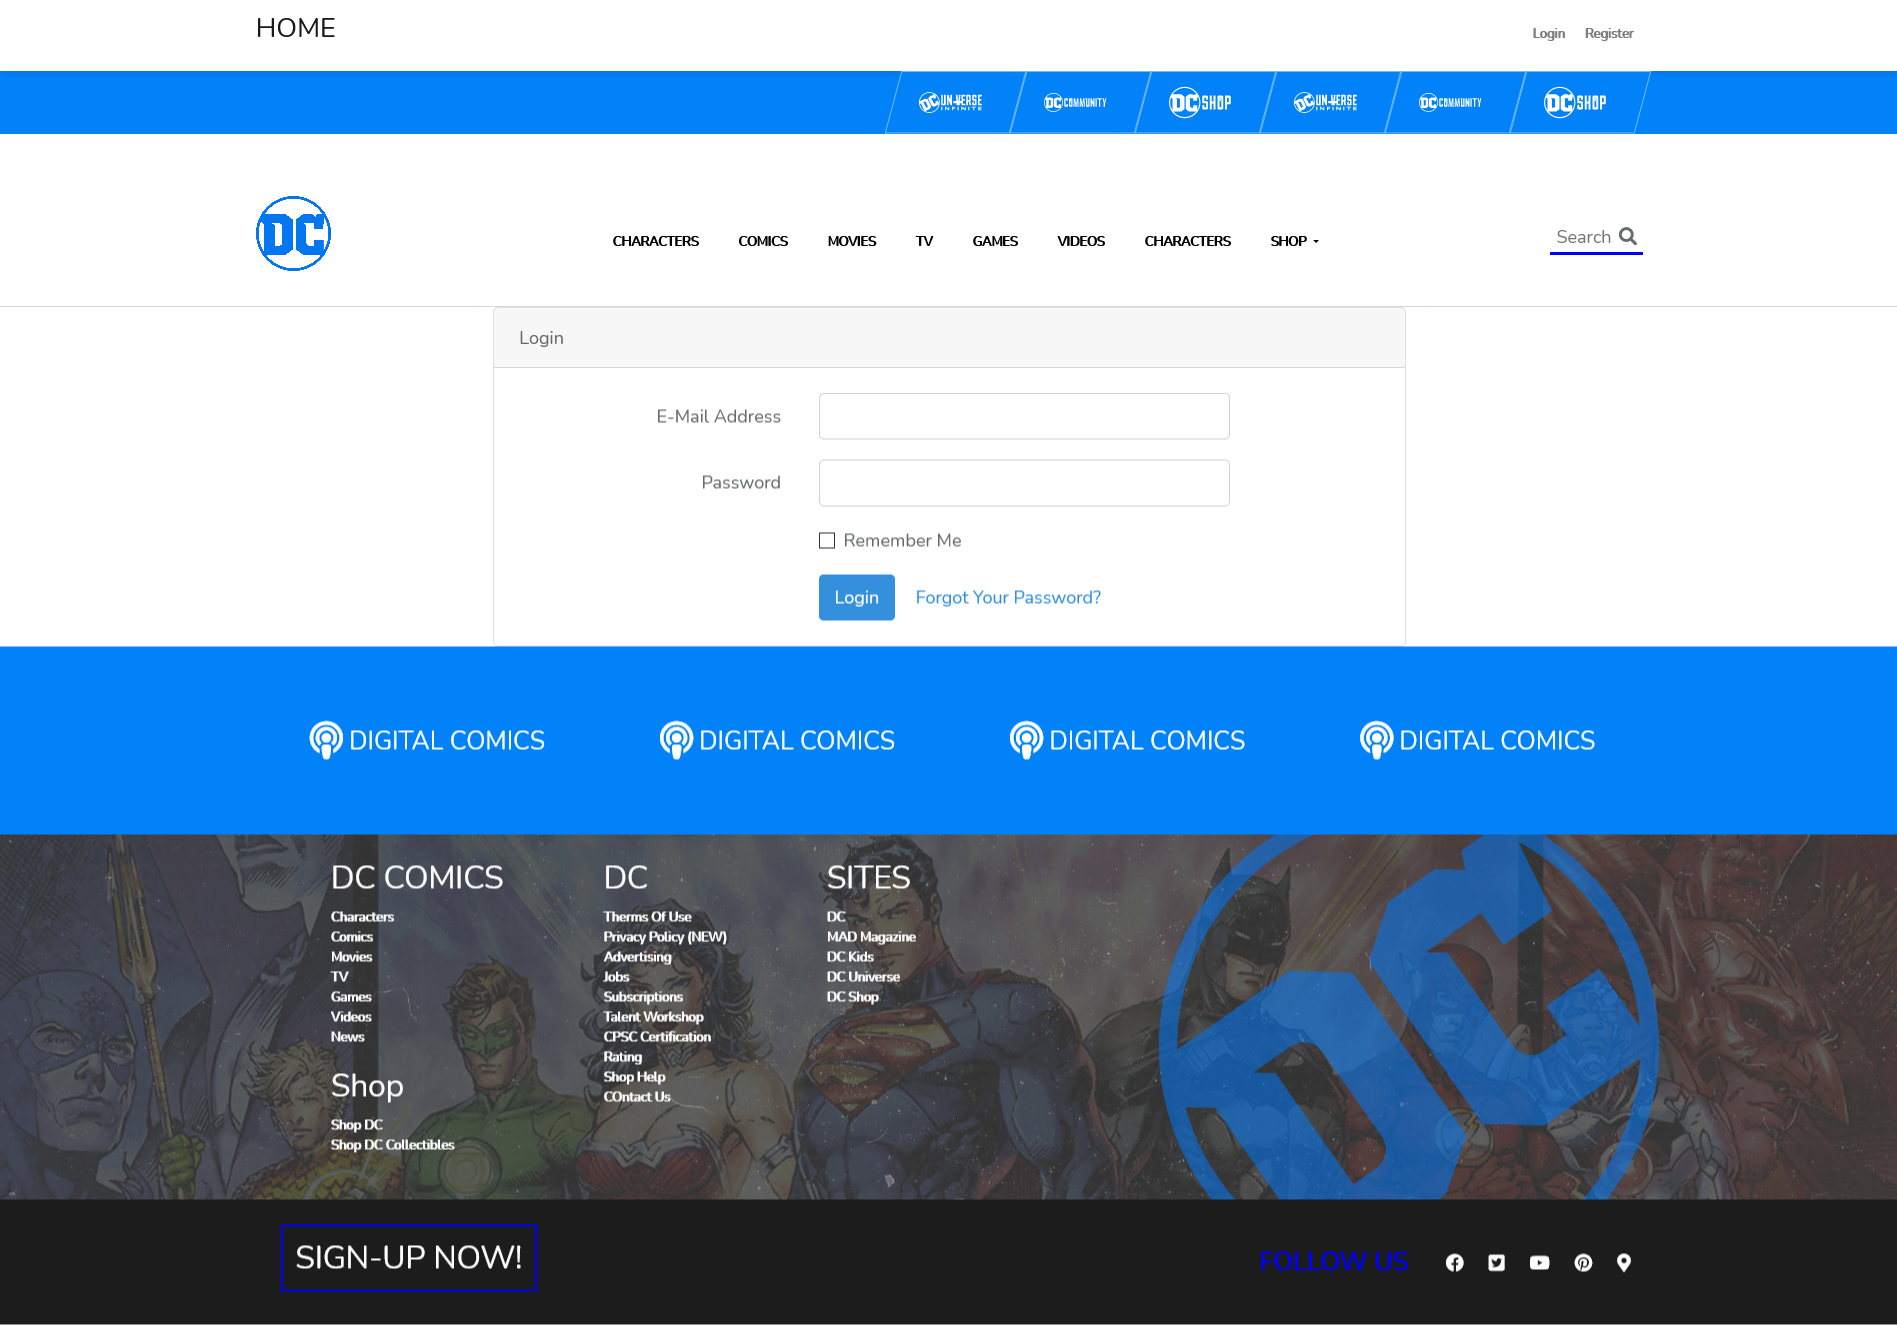 HOME
Login Register
DC UNIVERSE INFINITE DC COMMUNITY DC SHOP DC UNIVERSE INFINITE DC COMMUNITY DC SHOP
DC
CHARACTERS COMICS MOVIES TV GAMES VIDEOS CHARACTERS SHOP
Search
Login
E-Mail Address
Password
Remember Me
Login Forgot Your Password?
DIGITAL COMICS DIGITAL COMICS DIGITAL COMICS DIGITAL COMICS
DC COMICS
Characters
Comics
Movies
TV
Games
Videos
News
Shop
Shop DC
Shop DC Collectibles
DC
Therms Of Use
Privacy Policy (NEW)
Advertising
Jobs
Subscriptions
Talent Workshop
CPSC Certification
Rating
Shop Help
COntact Us
SITES
DC
MAD Magazine
DC Kids
DC Universe
DC Shop
DC
SIGN-UP NOW!
FOLLOW US